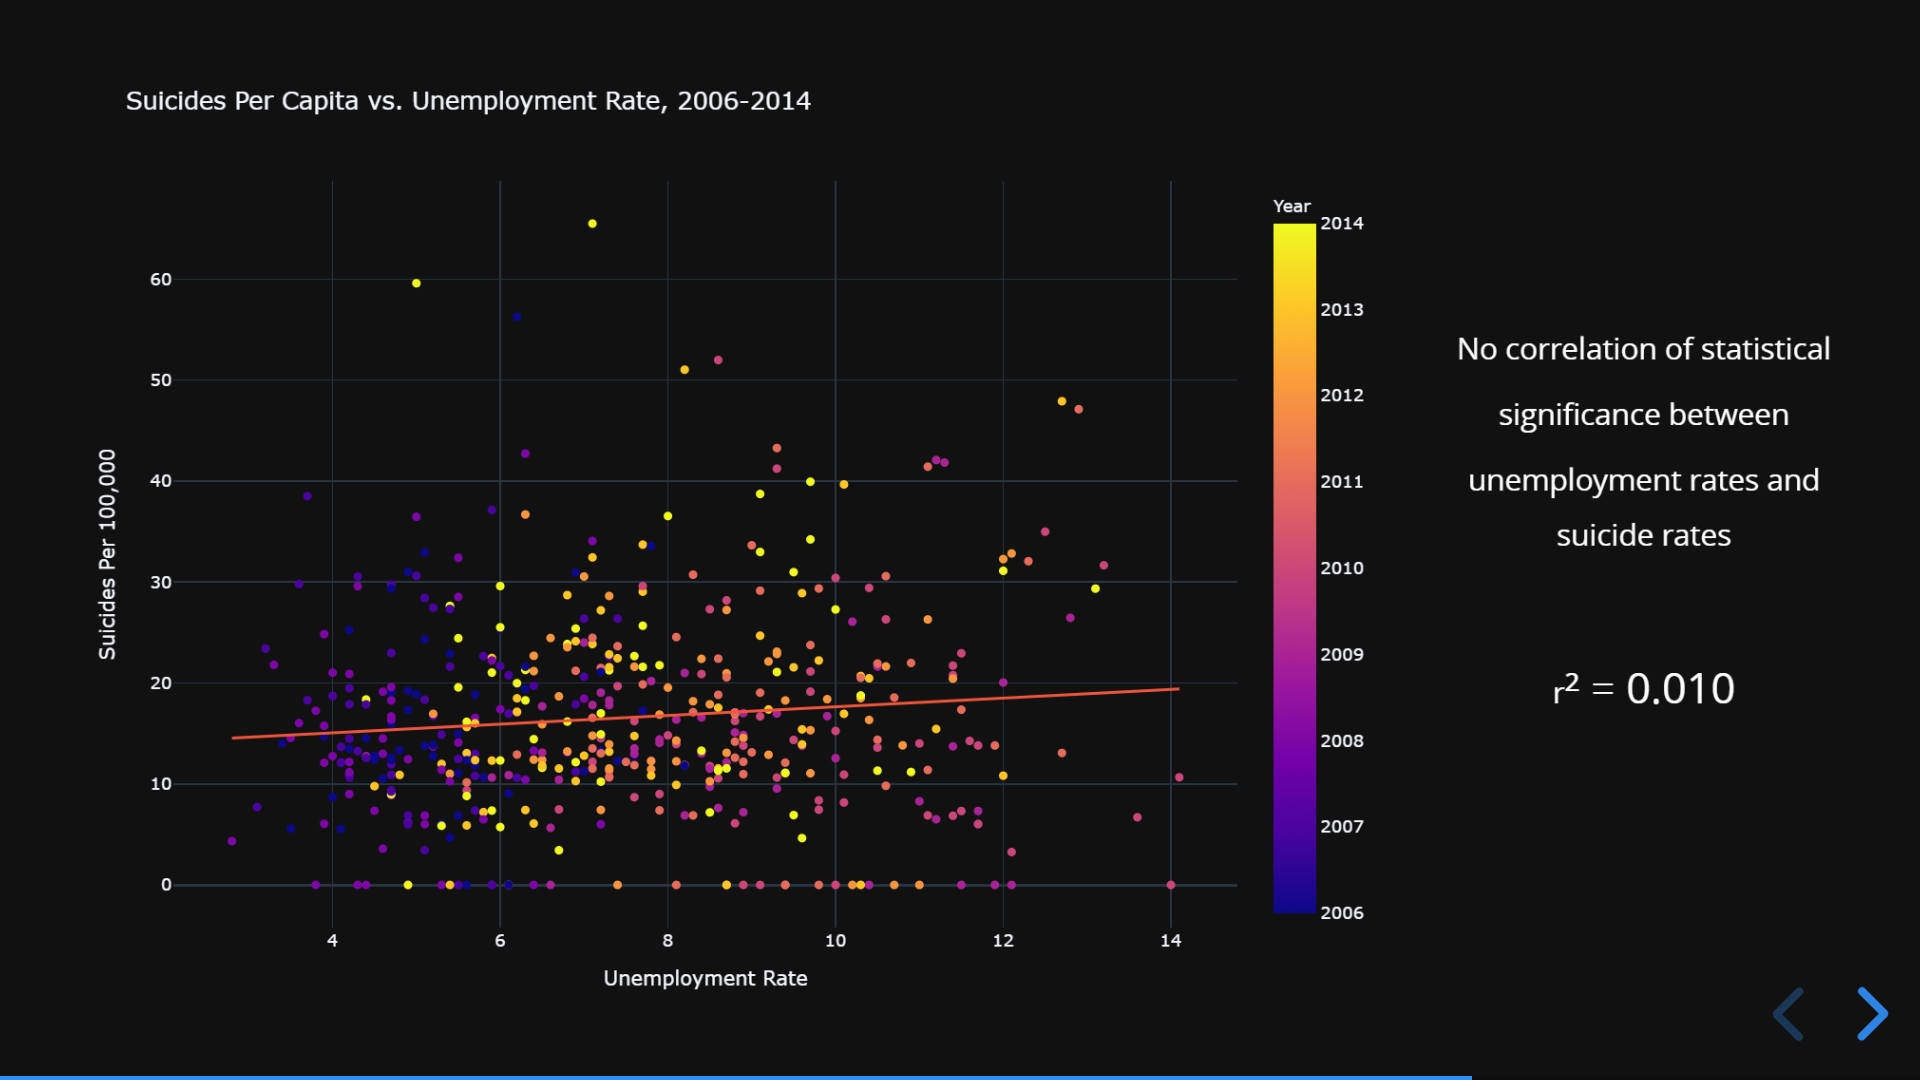 Suicides Per Capita vs. Unemployment Rate, 2006-2014
Year
2014
2013
2012
2011
2010
2009
2008
2007
2006
60
50
40
30
20
10
0
Suicides Per 100,000
4
6
8
10
12
14
Unemployment Rate
No correlation of statistical
significance between
unemployment rates and
suicide rates
r² = 0.010